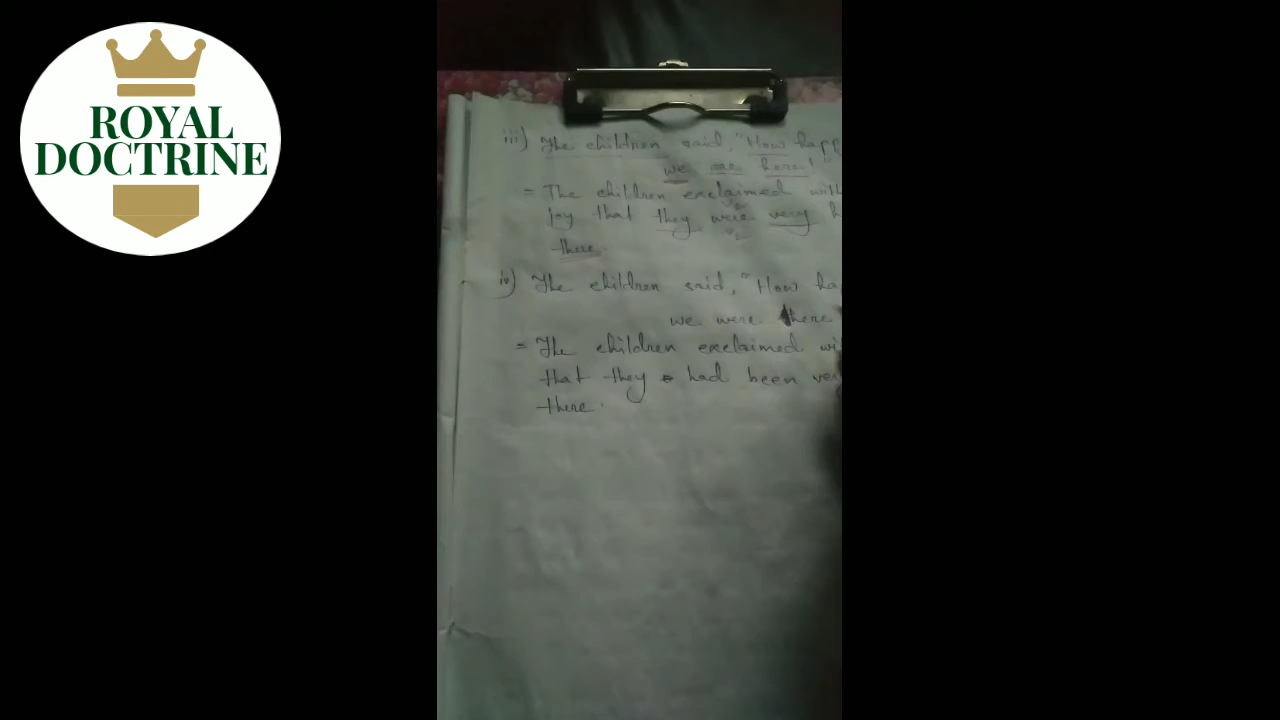 ROYAL
DOCTRINE
iii) The children said, "How happ
we are here!"
= The children exclaimed with
joy that they were very h
there.
iv) The children said, "How ha
we were there
= The children exclaimed wi
that they had been ve
there.